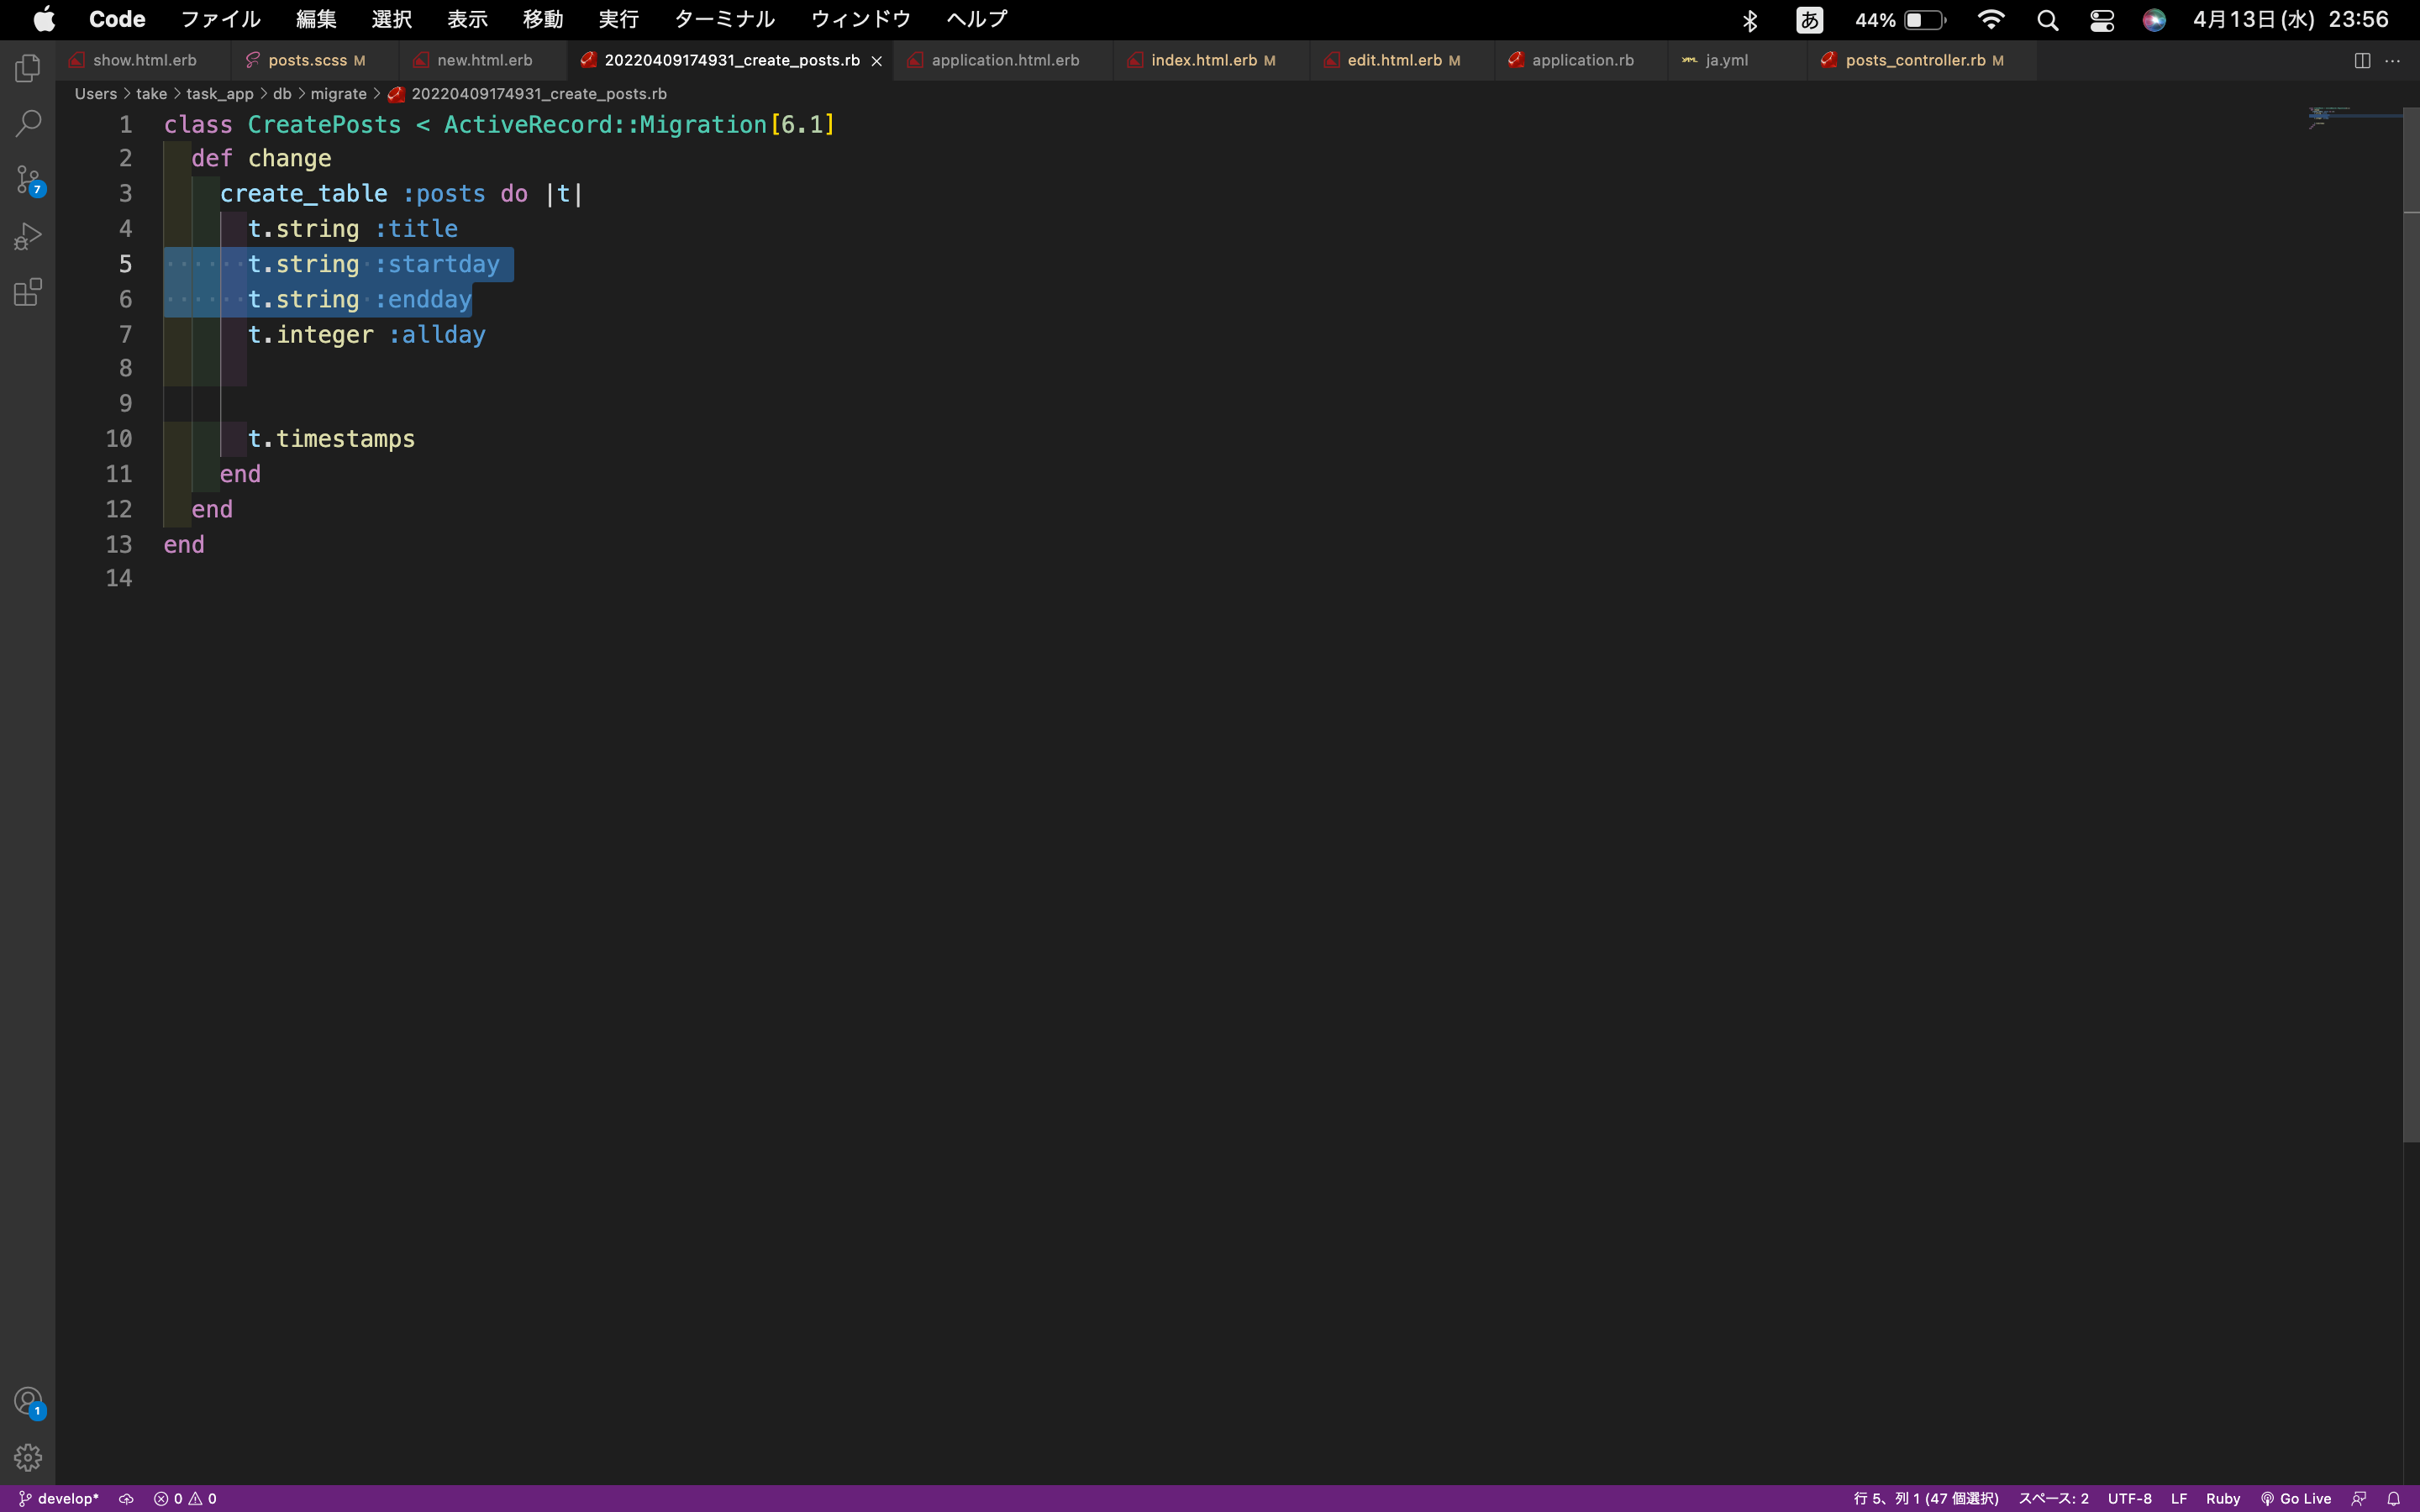 Code ファイル 編集 選択 表示 移動 実行 ターミナル ウィンドウ ヘルプ あ 44% 4月13日(水) 23:56
show.html.erb posts.scss M new.html.erb 20220409174931_create_posts.rb application.html.erb index.html.erb M edit.html.erb M application.rb ja.yml posts_controller.rb M
Users > take > task_app > db > migrate > 20220409174931_create_posts.rb
1 class CreatePosts < ActiveRecord::Migration[6.1]
2 def change
3 create_table :posts do |t|
4 t.string :title
5 t.string :startday
6 t.string :endday
7 t.integer :allday
8
9
10 t.timestamps
11 end
12 end
13 end
14
7
1
develop* 0 0 行 5、列 1 (47 個選択) スペース: 2 UTF-8 LF Ruby Go Live